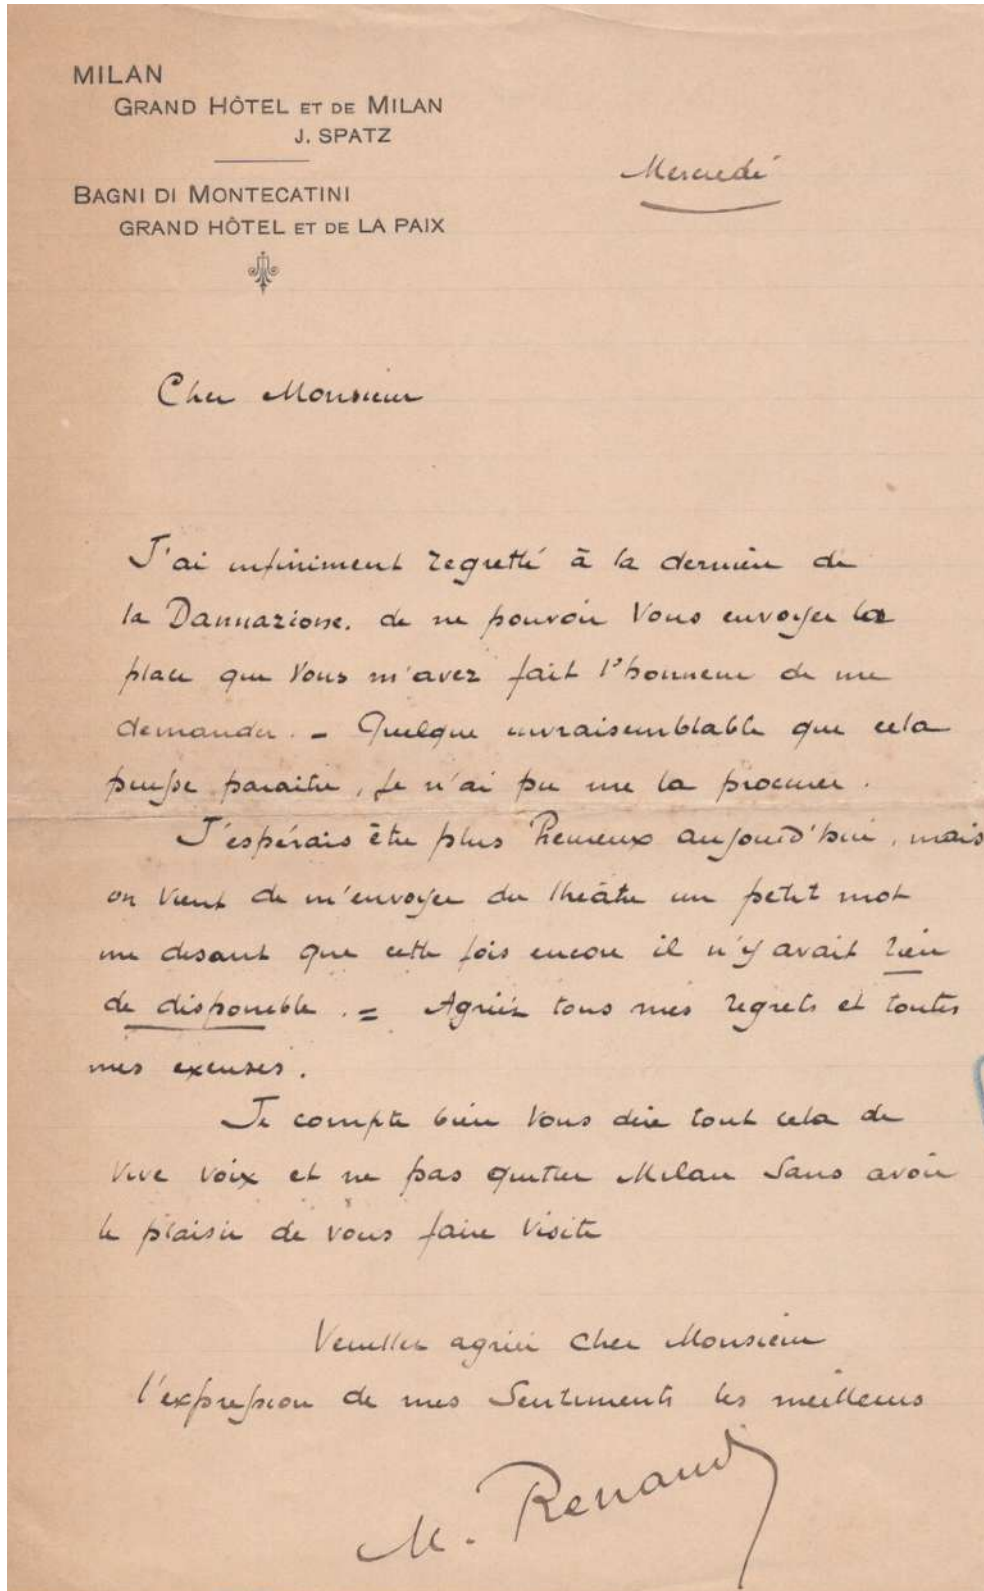 MILAN
GRAND HÔTEL ET DE MILAN
J. SPATZ
BAGNI DI MONTECATINI
GRAND HÔTEL ET DE LA PAIX
Mercredi
Cher Monsieur
J'ai infiniment regretté à la dernière de
la Dannazione. de ne pouvoir Vous envoyer la
place que Vous m'avez fait l'honneur de me
demander. - Quelque invraisemblable que cela
puisse paraitre, je n'ai pu me la procurer.
J'espérais être plus heureux aujourd'hui, mais
on vient de m'envoyer du théâtre un petit mot
me disant que cette fois encore il n'y avait rien
de disponible. = Agréez tous mes regrets et toutes
mes excuses.
Je compte bien Vous dire tout cela de
vive voix et ne pas quitter Milan Sans avoir
le plaisir de vous faire visite
Veuillez agréer Cher Monsieur
l'expression de mes Sentiments les meilleurs
M. Renaud